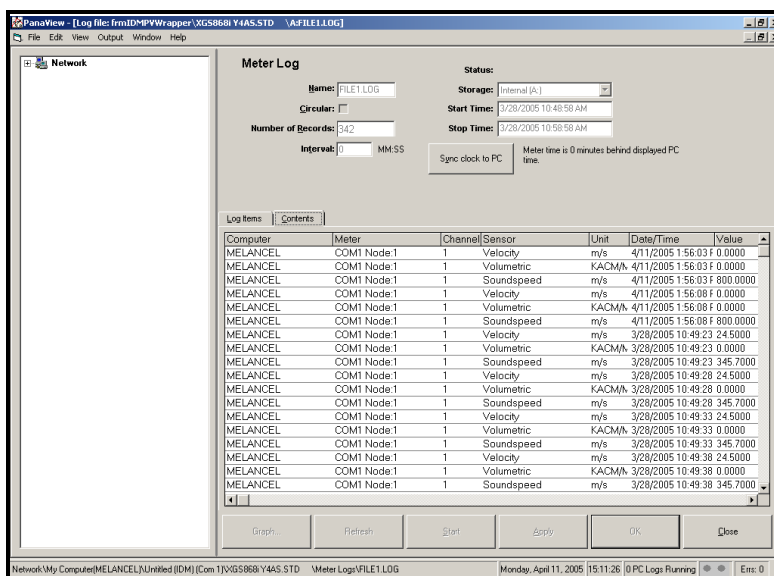 PanaView - [Log file: frmIDMPVWrapper\XGS868i Y4AS.STD \A:FILE1.LOG]
File Edit View Output Window Help
Network
Meter Log
Status:
Name: FILE1.LOG
Storage: Internal (A:)
Circular:
Start Time: 3/28/2005 10:48:58 AM
Number of Records: 342
Stop Time: 3/28/2005 10:58:58 AM
Interval: 0 MM:SS
Sync clock to PC
Meter time is 0 minutes behind displayed PC
time.
Log Items Contents
Computer Meter Channel Sensor Unit Date/Time Value
MELANCEL COM1 Node:1 1 Velocity m/s 4/11/2005 1:56:03 F 0.0000
MELANCEL COM1 Node:1 1 Volumetric KACM/M 4/11/2005 1:56:03 F 0.0000
MELANCEL COM1 Node:1 1 Soundspeed m/s 4/11/2005 1:56:03 F 800.0000
MELANCEL COM1 Node:1 1 Velocity m/s 4/11/2005 1:56:08 F 0.0000
MELANCEL COM1 Node:1 1 Volumetric KACM/M 4/11/2005 1:56:08 F 0.0000
MELANCEL COM1 Node:1 1 Soundspeed m/s 4/11/2005 1:56:08 F 800.0000
MELANCEL COM1 Node:1 1 Velocity m/s 3/28/2005 10:49:23 24.5000
MELANCEL COM1 Node:1 1 Volumetric KACM/M 3/28/2005 10:49:23 0.0000
MELANCEL COM1 Node:1 1 Soundspeed m/s 3/28/2005 10:49:23 345.7000
MELANCEL COM1 Node:1 1 Velocity m/s 3/28/2005 10:49:28 24.5000
MELANCEL COM1 Node:1 1 Volumetric KACM/M 3/28/2005 10:49:28 0.0000
MELANCEL COM1 Node:1 1 Soundspeed m/s 3/28/2005 10:49:28 345.7000
MELANCEL COM1 Node:1 1 Velocity m/s 3/28/2005 10:49:33 24.5000
MELANCEL COM1 Node:1 1 Volumetric KACM/M 3/28/2005 10:49:33 0.0000
MELANCEL COM1 Node:1 1 Soundspeed m/s 3/28/2005 10:49:33 345.7000
MELANCEL COM1 Node:1 1 Velocity m/s 3/28/2005 10:49:38 24.5000
MELANCEL COM1 Node:1 1 Volumetric KACM/M 3/28/2005 10:49:38 0.0000
MELANCEL COM1 Node:1 1 Soundspeed m/s 3/28/2005 10:49:38 345.7000
Graph... Refresh Start Apply OK Close
Network\My Computer(MELANCEL)\Untitled (IDM) (Com 1)\XGS868i Y4AS.STD \Meter Logs\FILE1.LOG Monday, April 11, 2005 15:11:26 0 PC Logs Running Errs: 0